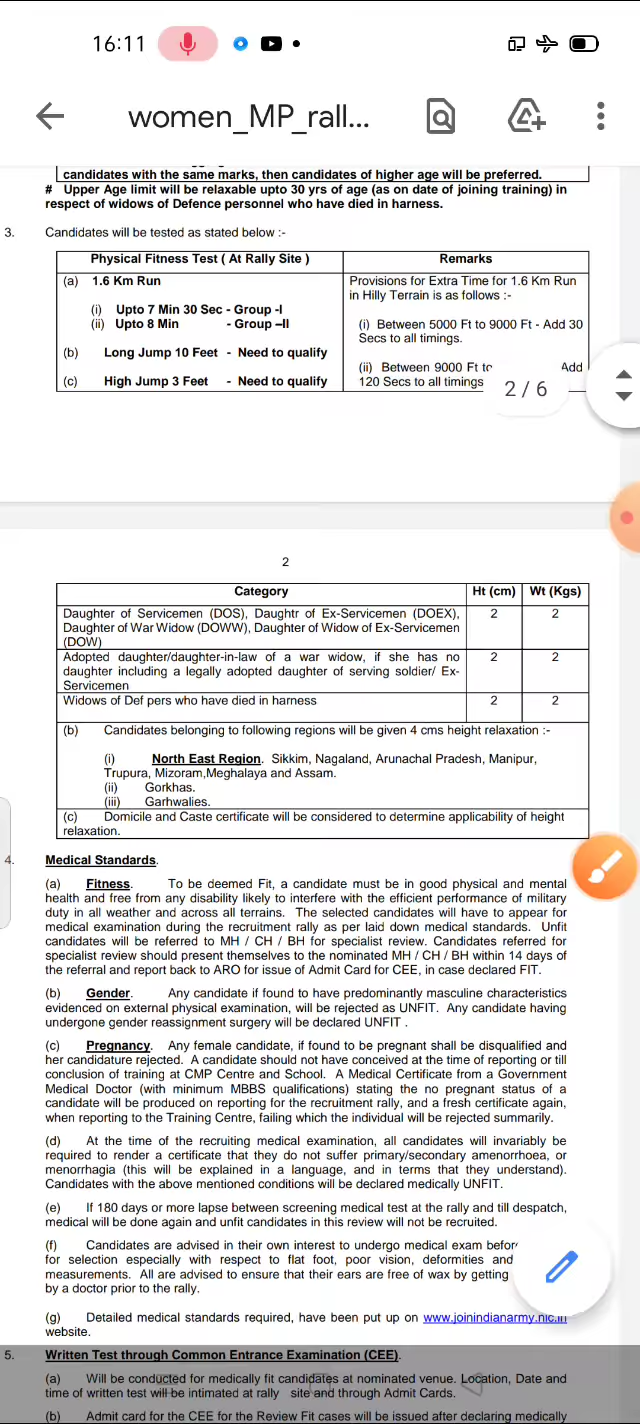 16:11
women_MP_rall...
candidates with the same marks, then candidates of higher age will be preferred.
# Upper Age limit will be relaxable upto 30 yrs of age (as on date of joining training) in
respect of widows of Defence personnel who have died in harness.
3. Candidates will be tested as stated below :-
Physical Fitness Test ( At Rally Site ) Remarks
(a) 1.6 Km Run
(i) Upto 7 Min 30 Sec - Group -I
(ii) Upto 8 Min - Group –II
(b) Long Jump 10 Feet - Need to qualify
(c) High Jump 3 Feet - Need to qualify
Provisions for Extra Time for 1.6 Km Run
in Hilly Terrain is as follows :-
(i) Between 5000 Ft to 9000 Ft - Add 30
Secs to all timings.
(ii) Between 9000 Ft to Add
120 Secs to all timings
2 / 6
2
Category Ht (cm) Wt (Kgs)
Daughter of Servicemen (DOS), Daughtr of Ex-Servicemen (DOEX), 2 2
Daughter of War Widow (DOWW), Daughter of Widow of Ex-Servicemen
(DOW)
Adopted daughter/daughter-in-law of a war widow, if she has no 2 2
daughter including a legally adopted daughter of serving soldier/ Ex-
Servicemen
Widows of Def pers who have died in harness 2 2
(b) Candidates belonging to following regions will be given 4 cms height relaxation :-
(i) North East Region. Sikkim, Nagaland, Arunachal Pradesh, Manipur,
Trupura, Mizoram,Meghalaya and Assam.
(ii) Gorkhas.
(iii) Garhwalies.
(c) Domicile and Caste certificate will be considered to determine applicability of height
relaxation.
4. Medical Standards.
(a) Fitness. To be deemed Fit, a candidate must be in good physical and mental
health and free from any disability likely to interfere with the efficient performance of military
duty in all weather and across all terrains. The selected candidates will have to appear for
medical examination during the recruitment rally as per laid down medical standards. Unfit
candidates will be referred to MH / CH / BH for specialist review. Candidates referred for
specialist review should present themselves to the nominated MH / CH / BH within 14 days of
the referral and report back to ARO for issue of Admit Card for CEE, in case declared FIT.
(b) Gender. Any candidate if found to have predominantly masculine characteristics
evidenced on external physical examination, will be rejected as UNFIT. Any candidate having
undergone gender reassignment surgery will be declared UNFIT .
(c) Pregnancy. Any female candidate, if found to be pregnant shall be disqualified and
her candidature rejected. A candidate should not have conceived at the time of reporting or till
conclusion of training at CMP Centre and School. A Medical Certificate from a Government
Medical Doctor (with minimum MBBS qualifications) stating the no pregnant status of a
candidate will be produced on reporting for the recruitment rally, and a fresh certificate again,
when reporting to the Training Centre, failing which the individual will be rejected summarily.
(d) At the time of the recruiting medical examination, all candidates will invariably be
required to render a certificate that they do not suffer primary/secondary amenorrhoea, or
menorrhagia (this will be explained in a language, and in terms that they understand).
Candidates with the above mentioned conditions will be declared medically UNFIT.
(e) If 180 days or more lapse between screening medical test at the rally and till despatch,
medical will be done again and unfit candidates in this review will not be recruited.
(f) Candidates are advised in their own interest to undergo medical exam befor
for selection especially with respect to flat foot, poor vision, deformities and
measurements. All are advised to ensure that their ears are free of wax by getting
by a doctor prior to the rally.
(g) Detailed medical standards required, have been put up on www.joinindianarmy.nic.in
website.
5. Written Test through Common Entrance Examination (CEE).
(a) Will be conducted for medically fit candidates at nominated venue. Location, Date and
time of written test will be intimated at rally site and through Admit Cards.
(b) Admit card for the CEE for the Review Fit cases will be issued after declaring medically